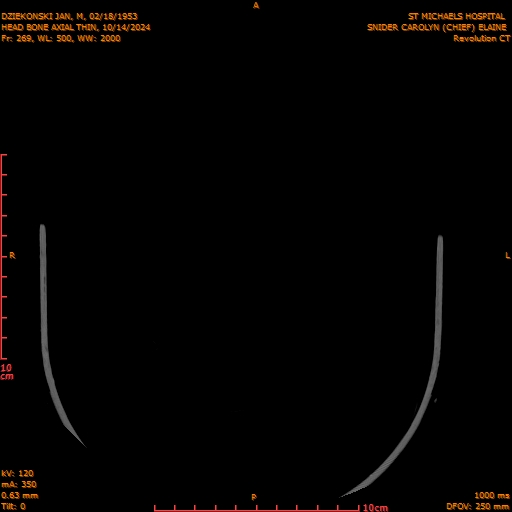 A
DZIEKONSKI JAN, M, 02/18/1953
HEAD BONE AXIAL THIN, 10/14/2024
Fr: 269, WL: 500, WW: 2000
ST MICHAELS HOSPITAL
SNIDER CAROLYN (CHIEF) ELAINE
Revolution CT
R
L
10
cm
kV: 120
mA: 350
0.63 mm
Tilt: 0
P
10cm
1000 ms
DFOV: 250 mm